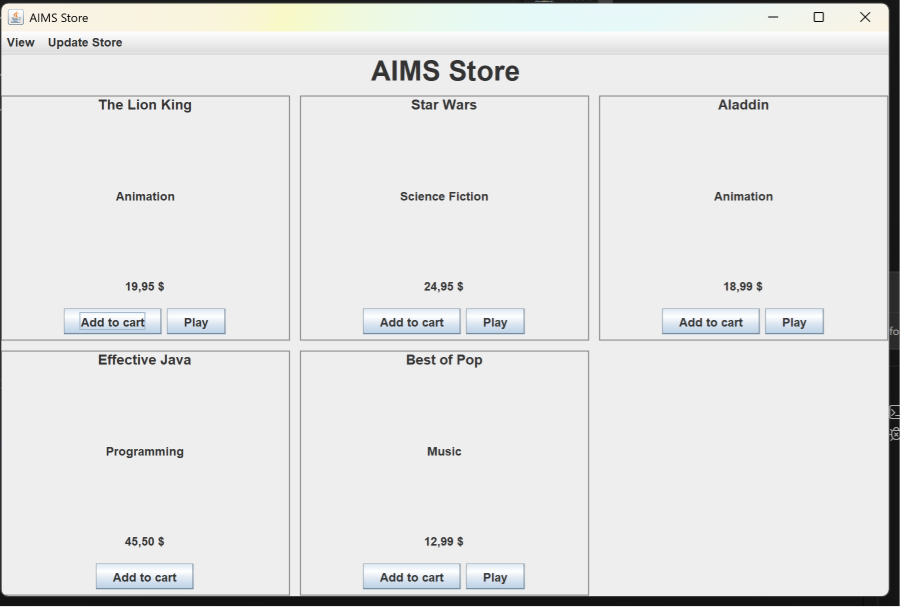 AIMS Store
View Update Store
AIMS Store
The Lion King
Animation
19,95 $
Add to cart Play
Star Wars
Science Fiction
24,95 $
Add to cart Play
Aladdin
Animation
18,99 $
Add to cart Play
Effective Java
Programming
45,50 $
Add to cart
Best of Pop
Music
12,99 $
Add to cart Play
fo